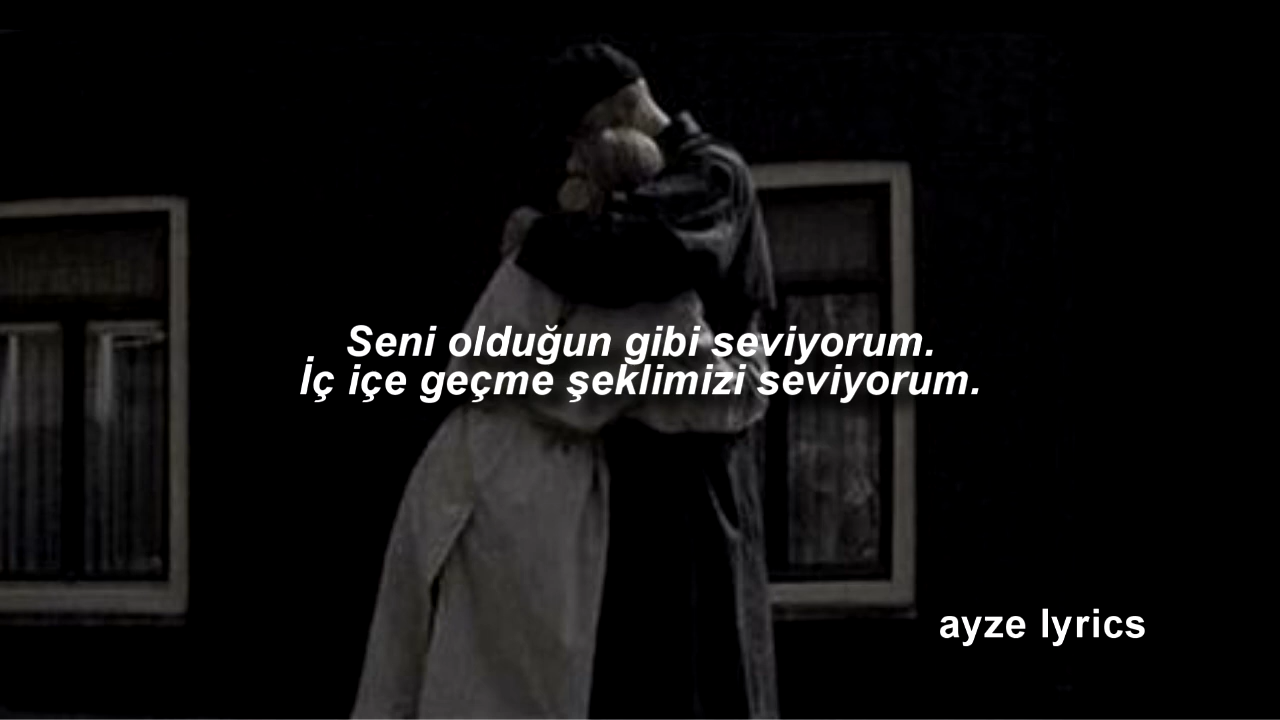 Seni olduğun gibi seviyorum.
İç içe geçme şeklimizi seviyorum.
ayze lyrics